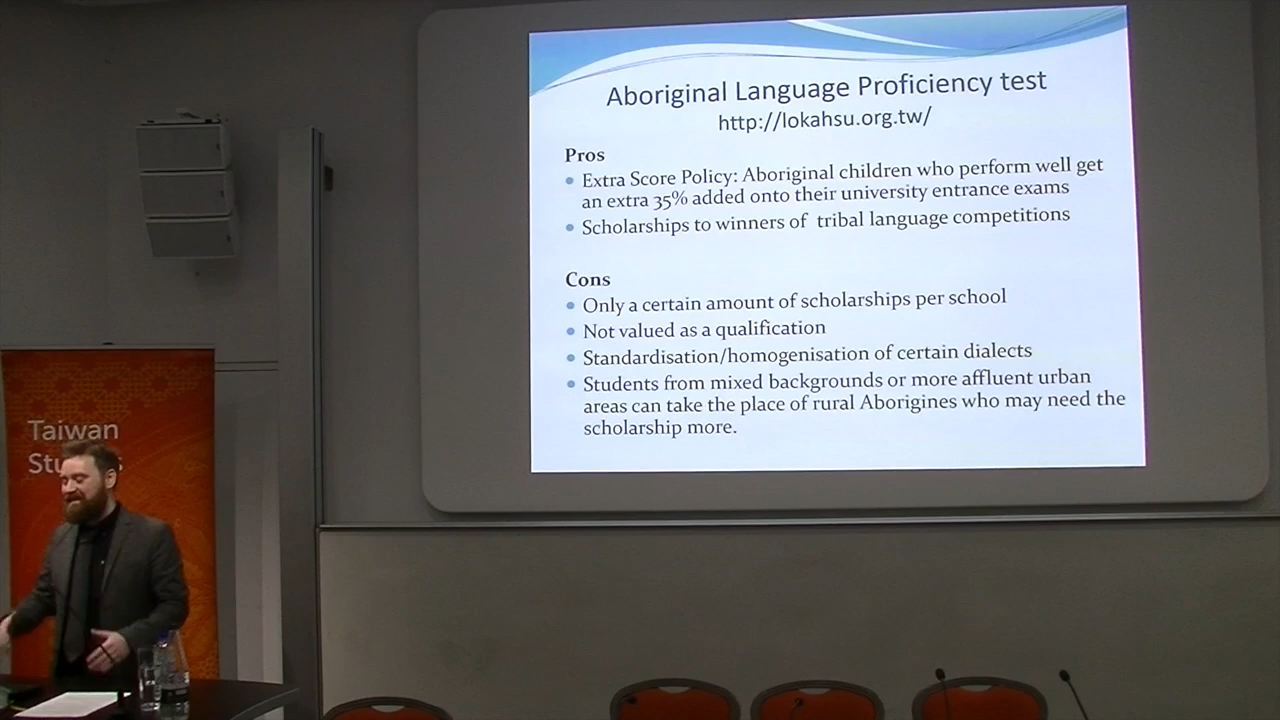 Aboriginal Language Proficiency test
http://lokahsu.org.tw/
Pros
• Extra Score Policy: Aboriginal children who perform well get
an extra 35% added onto their university entrance exams
• Scholarships to winners of tribal language competitions
Cons
• Only a certain amount of scholarships per school
• Not valued as a qualification
• Standardisation/homogenisation of certain dialects
• Students from mixed backgrounds or more affluent urban
areas can take the place of rural Aborigines who may need the
scholarship more.
Taiwan